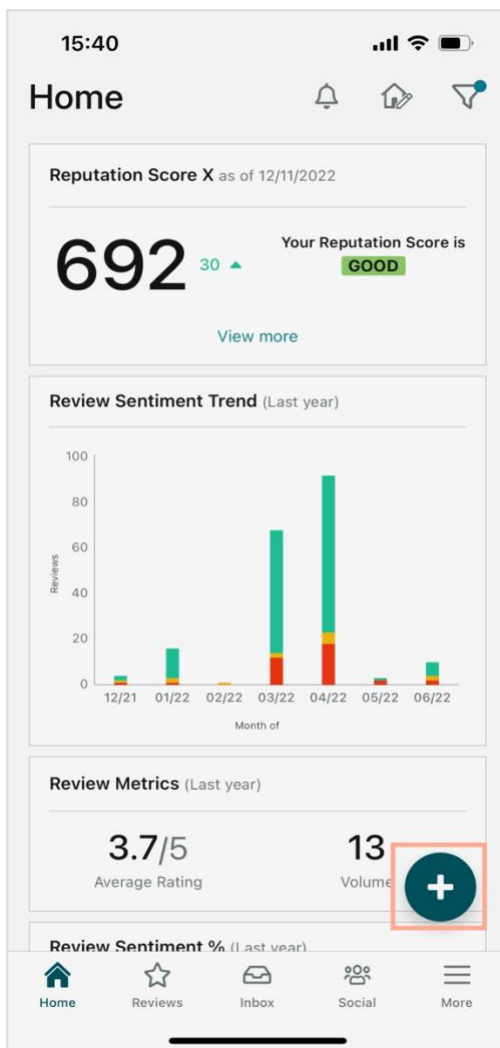 15:40
Home
Reputation Score X as of 12/11/2022
692 30
Your Reputation Score is
GOOD
View more
Review Sentiment Trend (Last year)
100
80
60
40
20
0
Reviews
12/21 01/22 02/22 03/22 04/22 05/22 06/22
Month of
Review Metrics (Last year)
3.7/5 13
Average Rating Volume
Review Sentiment % (Last year)
Home Reviews Inbox Social More